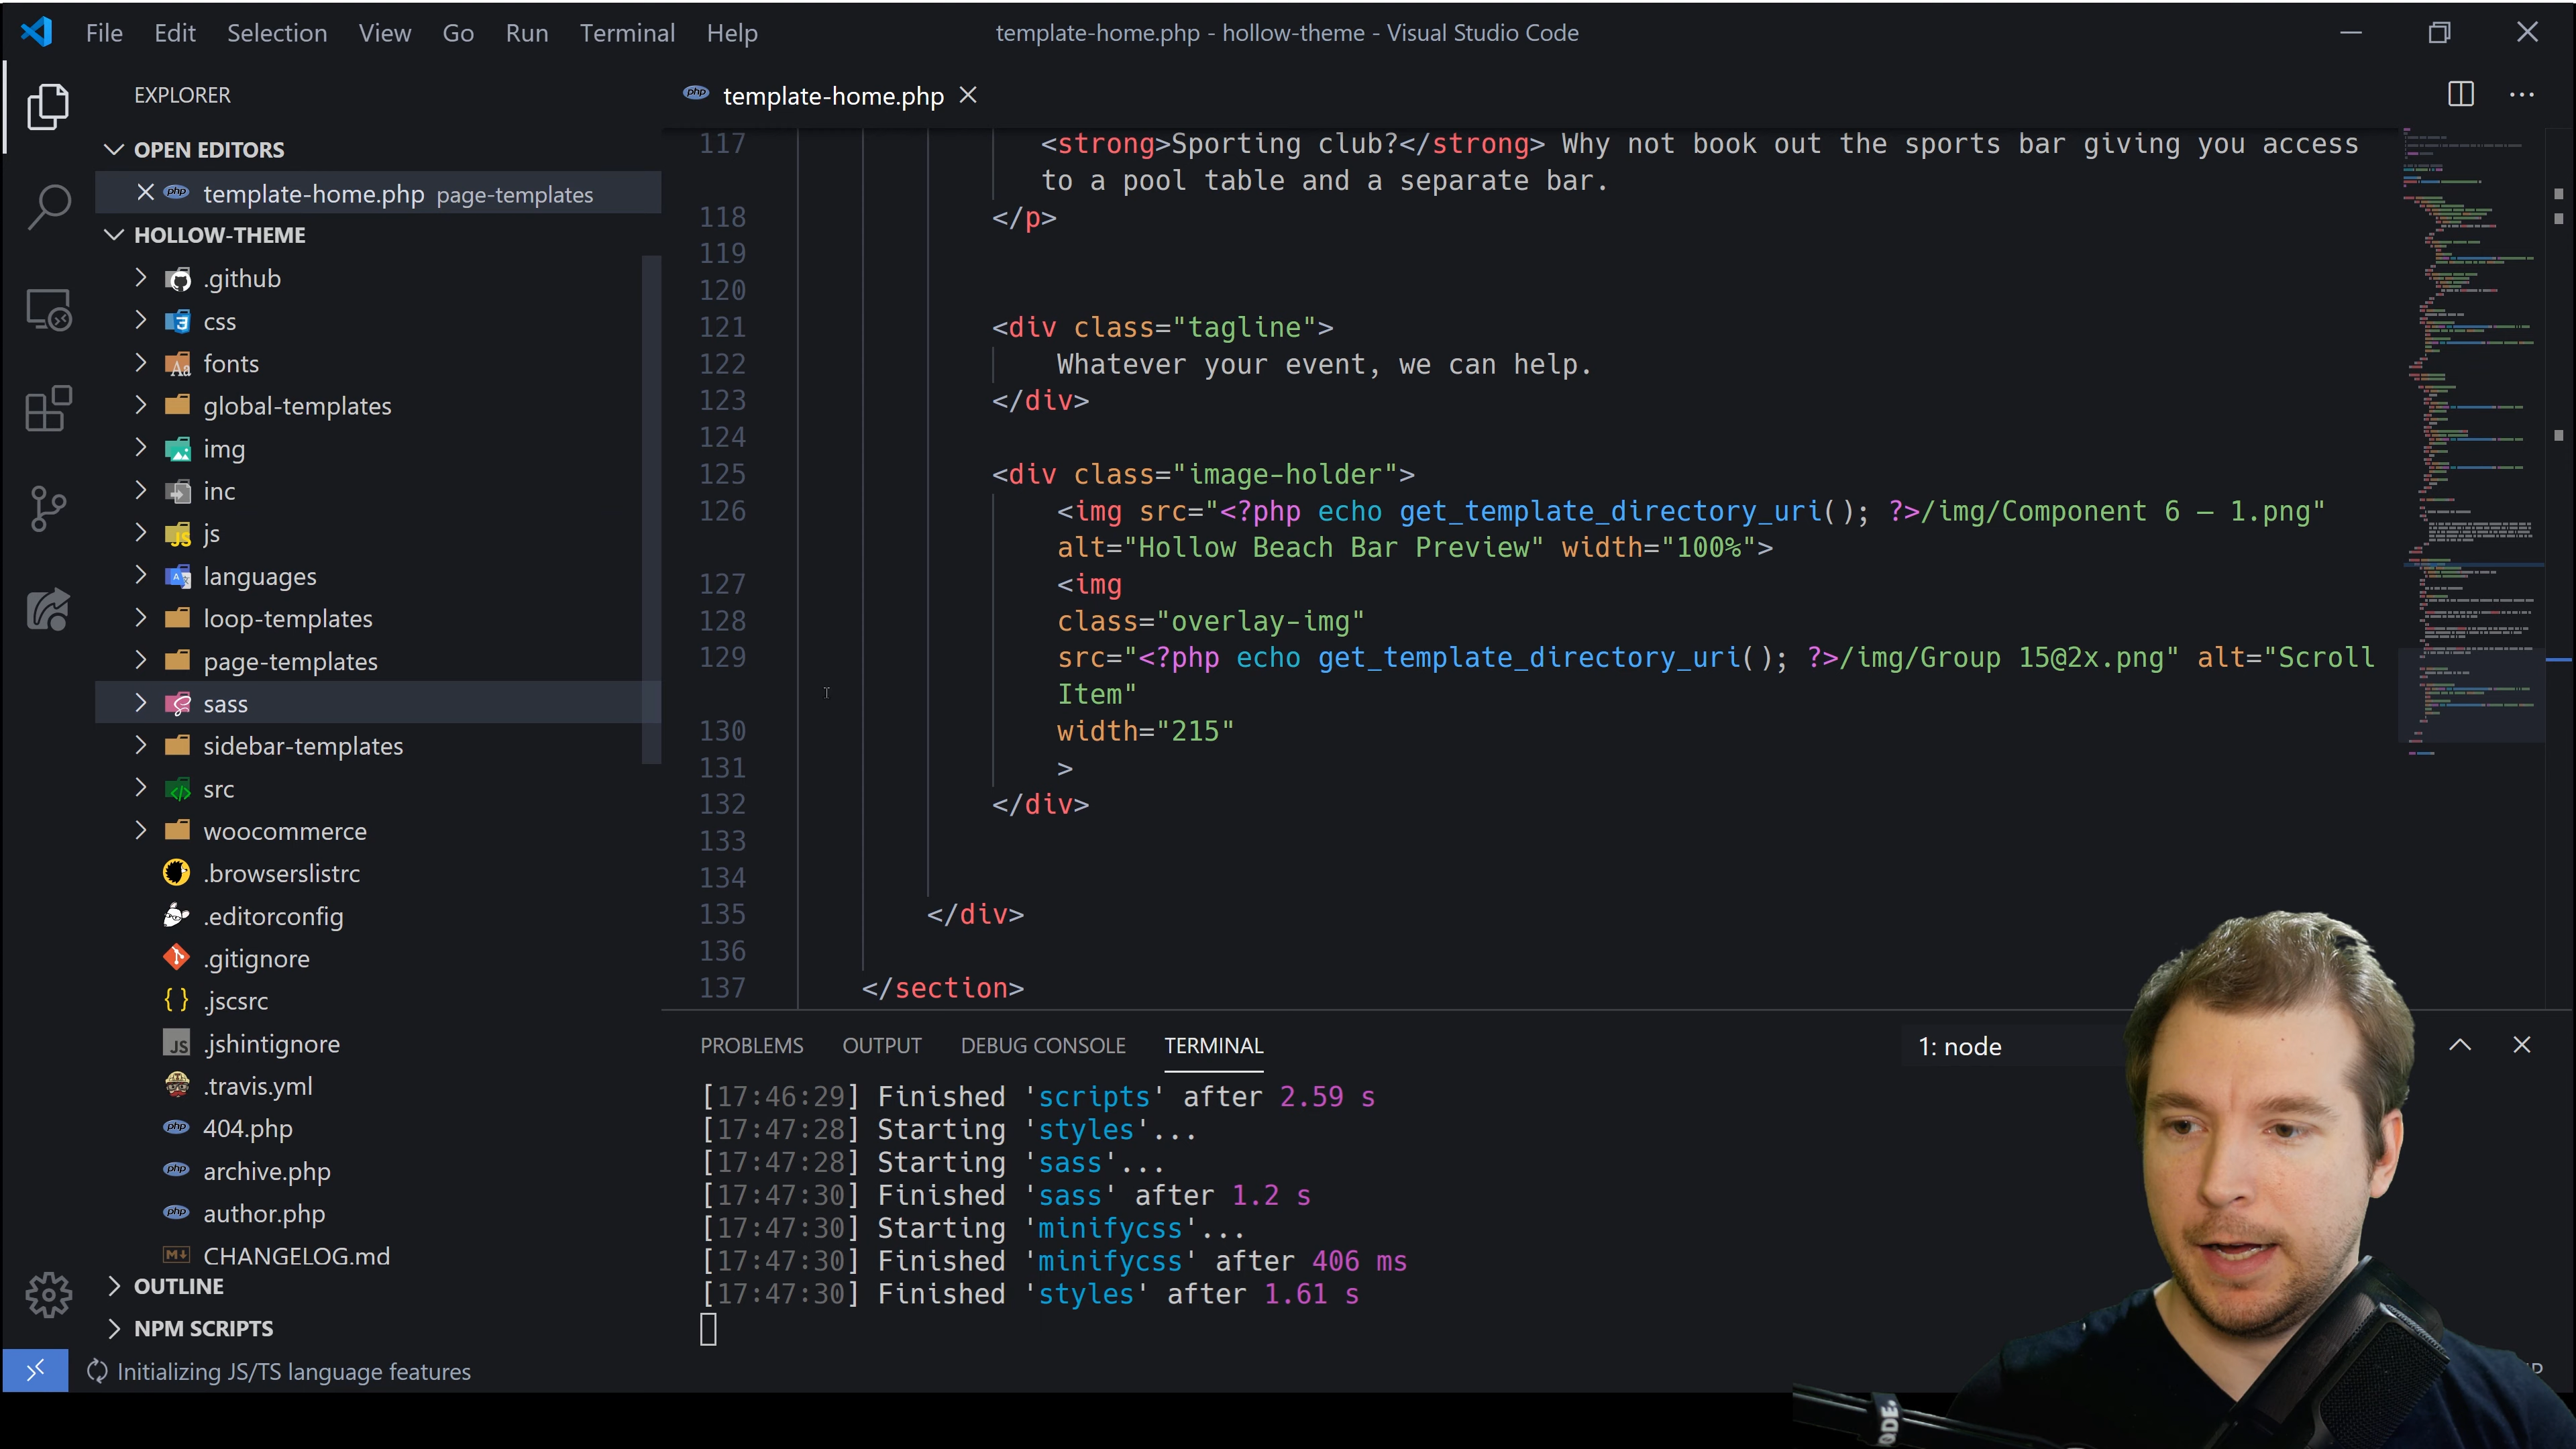 File Edit Selection View Go Run Terminal Help
template-home.php - hollow-theme - Visual Studio Code
EXPLORER
OPEN EDITORS
php template-home.php page-templates
HOLLOW-THEME
.github
css
fonts
global-templates
img
inc
js
languages
loop-templates
page-templates
sass
sidebar-templates
src
woocommerce
.browserslistrc
.editorconfig
.gitignore
.jscsrc
.jshintignore
.travis.yml
php 404.php
php archive.php
php author.php
CHANGELOG.md
OUTLINE
NPM SCRIPTS
Initializing JS/TS language features
php template-home.php
117 <strong>Sporting club?</strong> Why not book out the sports bar giving you access
to a pool table and a separate bar.
118 </p>
119
120
121 <div class="tagline">
122 Whatever your event, we can help.
123 </div>
124
125 <div class="image-holder">
126 <img src="<?php echo get_template_directory_uri(); ?>/img/Component 6 – 1.png"
alt="Hollow Beach Bar Preview" width="100%">
127 <img
128 class="overlay-img"
129 src="<?php echo get_template_directory_uri(); ?>/img/Group 15@2x.png" alt="Scroll
Item"
130 width="215"
131 >
132 </div>
133
134
135 </div>
136
137 </section>
PROBLEMS OUTPUT DEBUG CONSOLE TERMINAL 1: node
[17:46:29] Finished 'scripts' after 2.59 s
[17:47:28] Starting 'styles'...
[17:47:28] Starting 'sass'...
[17:47:30] Finished 'sass' after 1.2 s
[17:47:30] Starting 'minifycss'...
[17:47:30] Finished 'minifycss' after 406 ms
[17:47:30] Finished 'styles' after 1.61 s